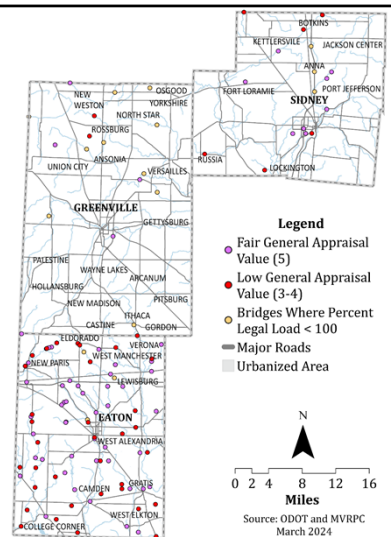 BOTKINS
KETTLERSVILLE
JACKSON CENTER
ANNA
FORT LORAMIE
PORT JEFFERSON
SIDNEY
RUSSIA
LOCKINGTON
NEW
WESTON
OSGOOD
YORKSHIRE
NORTH STAR
ROSSBURG
ANSONIA
UNION CITY
VERSAILLES
GREENVILLE
GETTYSBURG
PALESTINE
WAYNE LAKES
ARCANUM
HOLLANSBURG
PITSBURG
NEW MADISON
ITHACA
CASTINE
GORDON
ELDORADO
VERONA
WEST MANCHESTER
NEW PARIS
LEWISBURG
EATON
WEST ALEXANDRIA
CAMDEN
GRATIS
WEST ELKTON
COLLEGE CORNER
Legend
Fair General Appraisal
Value (5)
Low General Appraisal
Value (3-4)
Bridges Where Percent
Legal Load < 100
Major Roads
Urbanized Area
N
0 2 4 8 12 16
Miles
Source: ODOT and MVRPC
March 2024